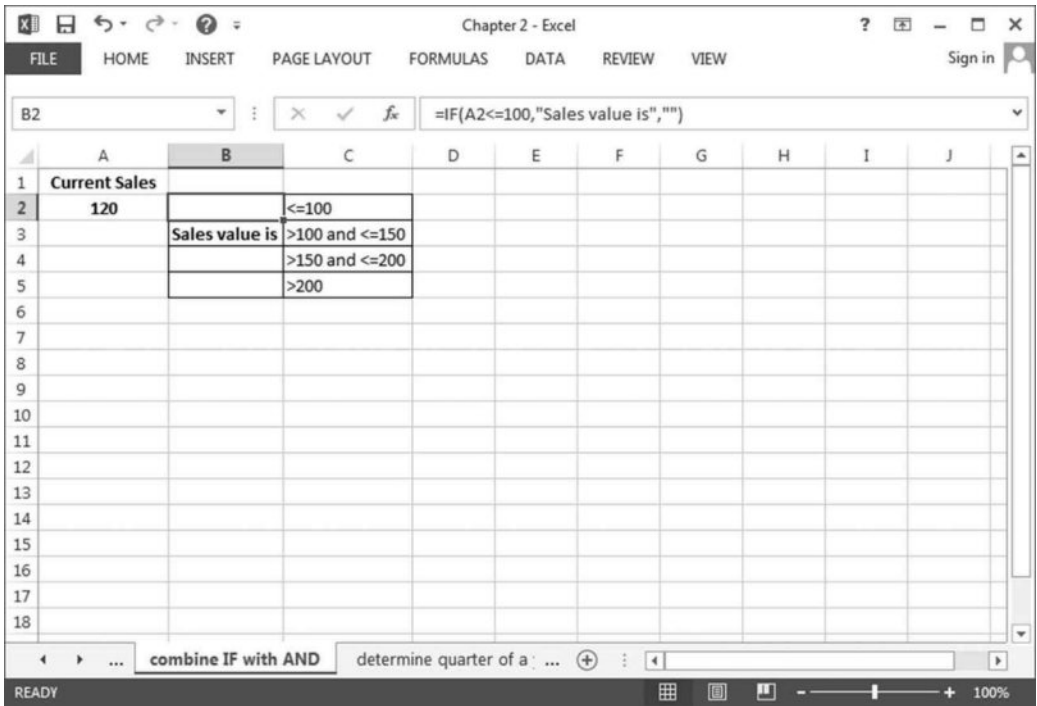 Chapter 2 - Excel
?
FILE HOME INSERT PAGE LAYOUT FORMULAS DATA REVIEW VIEW Sign in
B2 fx =IF(A2<=100,"Sales value is","")
A B C D E F G H I J
1 Current Sales
2 120 <=100
3 Sales value is >100 and <=150
4 >150 and <=200
5 >200
6
7
8
9
10
11
12
13
14
15
16
17
18
... combine IF with AND determine quarter of a ...
READY 100%